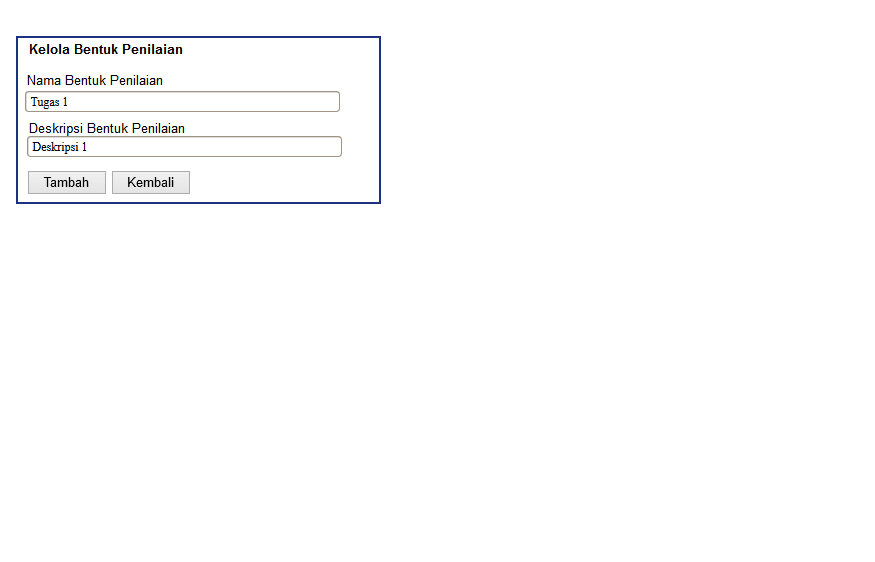 Kelola Bentuk Penilaian
Nama Bentuk Penilaian
Tugas 1
Deskripsi Bentuk Penilaian
Deskripsi 1
Tambah Kembali